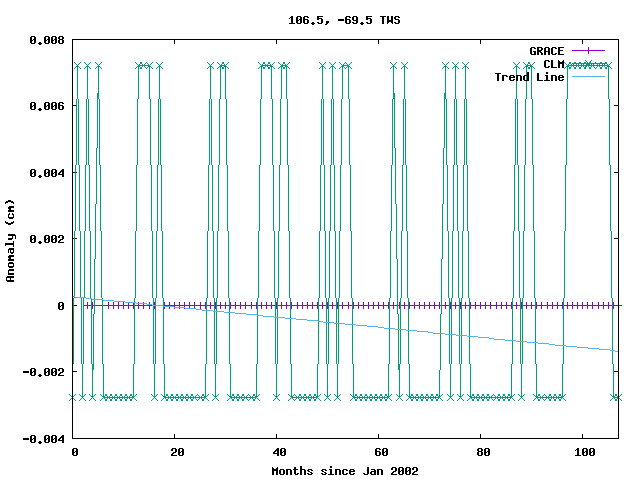 106.5, -69.5 TWS
GRACE
CLM
Trend Line
0.008
0.006
0.004
0.002
0
-0.002
-0.004
Anomaly (cm)
0 20 40 60 80 100
Months since Jan 2002